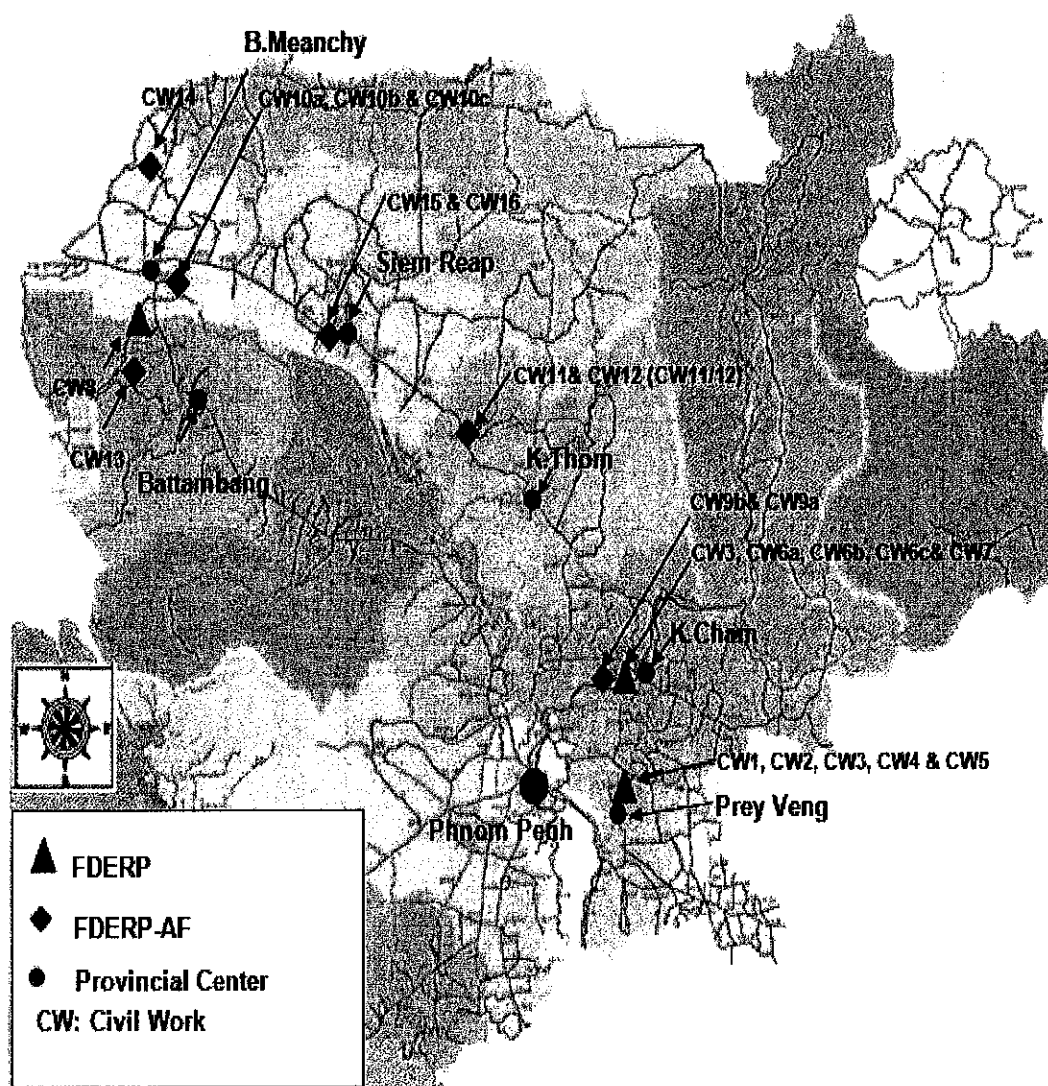 B.Meanchy
CW14
CW10a, CW10b & CW10c
CW15 & CW16
Siem Reap
CW8
CW11& CW12 (CW11/12)
CW13
Battambang
K.Thom
CW9b& CW9a
CW3, CW6a, CW6b, CW6c& CW7
K.Cham
CW1, CW2, CW3, CW4 & CW5
Prey Veng
Phnom Pegh
FDERP
FDERP-AF
Provincial Center
CW: Civil Work